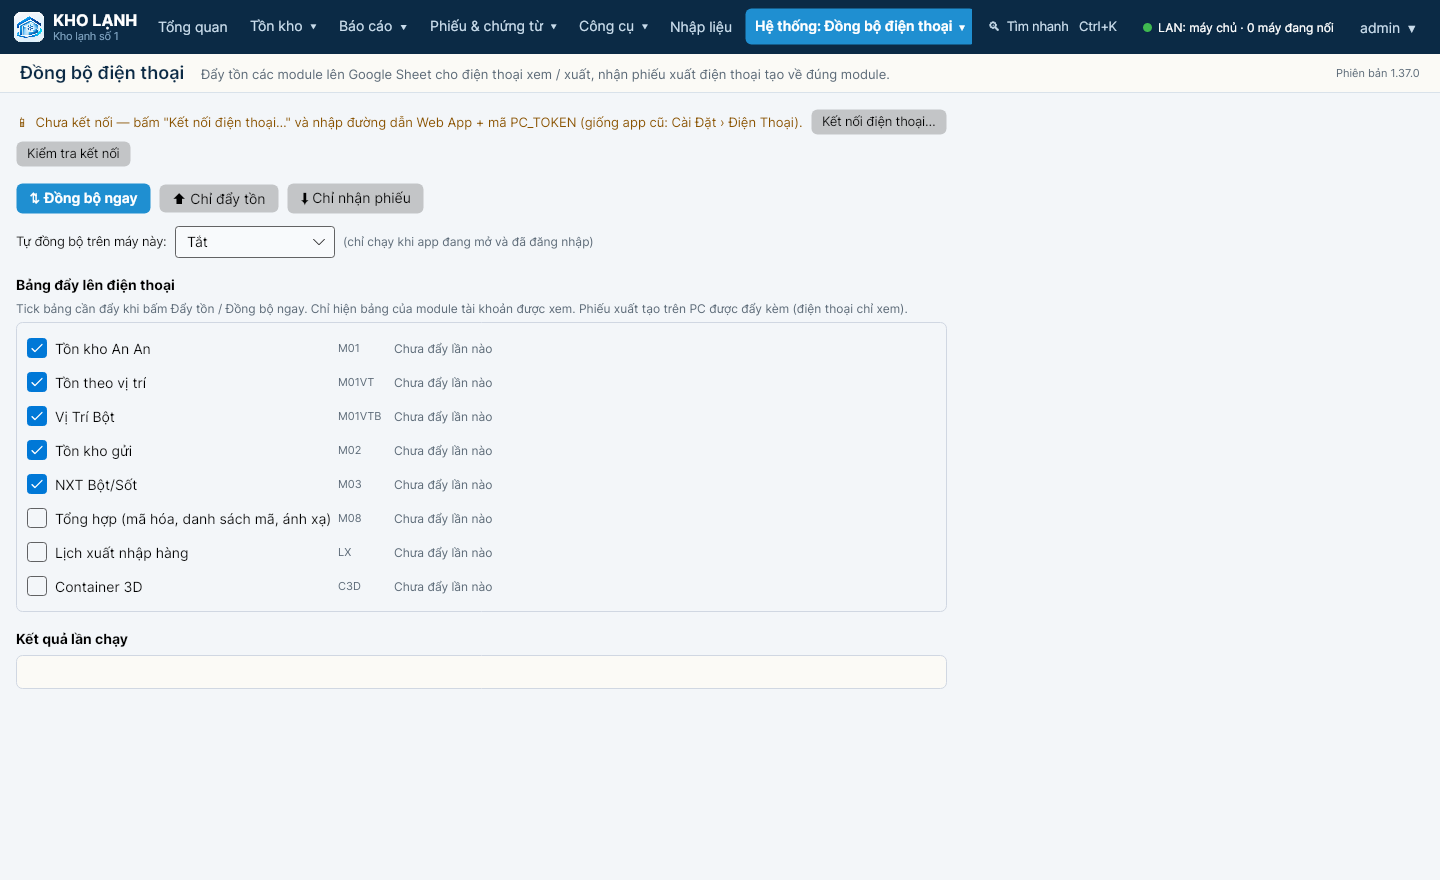 KHO LẠNH
Kho lạnh số 1
Tổng quan
Tồn kho ▾
Báo cáo ▾
Phiếu & chứng từ ▾
Công cụ ▾
Nhập liệu
Hệ thống: Đồng bộ điện thoại ▾
Tìm nhanh Ctrl+K
LAN: máy chủ · 0 máy đang nối
admin ▾
Đồng bộ điện thoại
Đẩy tồn các module lên Google Sheet cho điện thoại xem / xuất, nhận phiếu xuất điện thoại tạo về đúng module.
Phiên bản 1.37.0
Chưa kết nối — bấm "Kết nối điện thoại…" và nhập đường dẫn Web App + mã PC_TOKEN (giống app cũ: Cài Đặt › Điện Thoại).
Kết nối điện thoại…
Kiểm tra kết nối
⇅ Đồng bộ ngay
⬆ Chỉ đẩy tồn
⬇ Chỉ nhận phiếu
Tự đồng bộ trên máy này: Tắt (chỉ chạy khi app đang mở và đã đăng nhập)
Bảng đẩy lên điện thoại
Tick bảng cần đẩy khi bấm Đẩy tồn / Đồng bộ ngay. Chỉ hiện bảng của module tài khoản được xem. Phiếu xuất tạo trên PC được đẩy kèm (điện thoại chỉ xem).
Tồn kho An An M01 Chưa đẩy lần nào
Tồn theo vị trí M01VT Chưa đẩy lần nào
Vị Trí Bột M01VTB Chưa đẩy lần nào
Tồn kho gửi M02 Chưa đẩy lần nào
NXT Bột/Sốt M03 Chưa đẩy lần nào
Tổng hợp (mã hóa, danh sách mã, ánh xạ) M08 Chưa đẩy lần nào
Lịch xuất nhập hàng LX Chưa đẩy lần nào
Container 3D C3D Chưa đẩy lần nào
Kết quả lần chạy